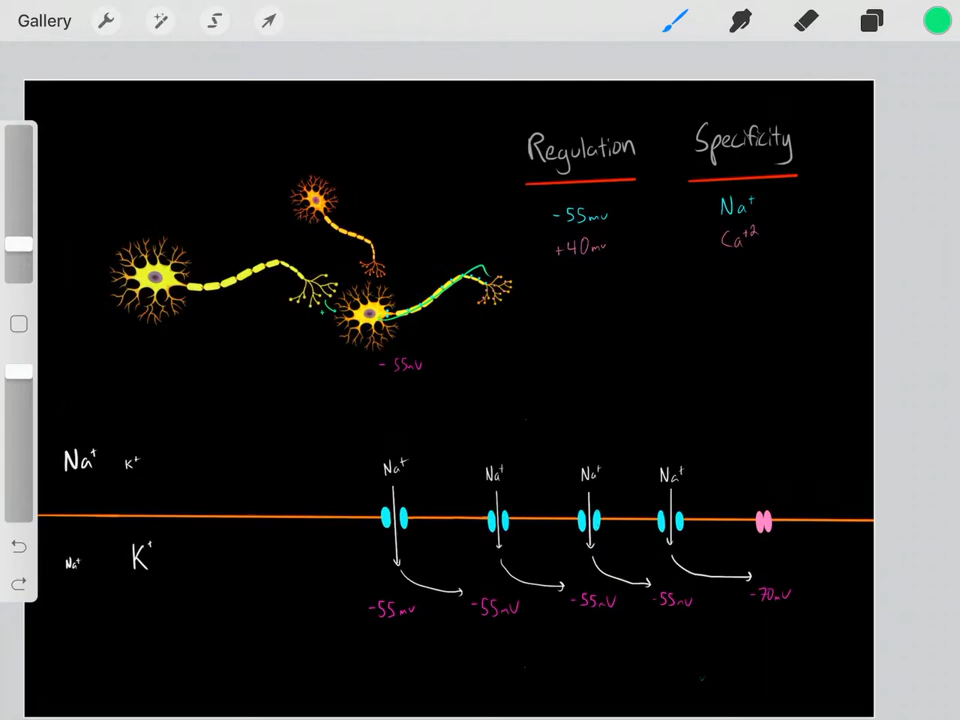 Gallery
Regulation Specificity
-55mv Na⁺
+40mv Ca⁺²
- 55mV
Na⁺ K⁺ Na⁺ Na⁺ Na⁺ Na⁺
Na⁺ K⁺
-55mv -55mV -55mV -55mV -70mV